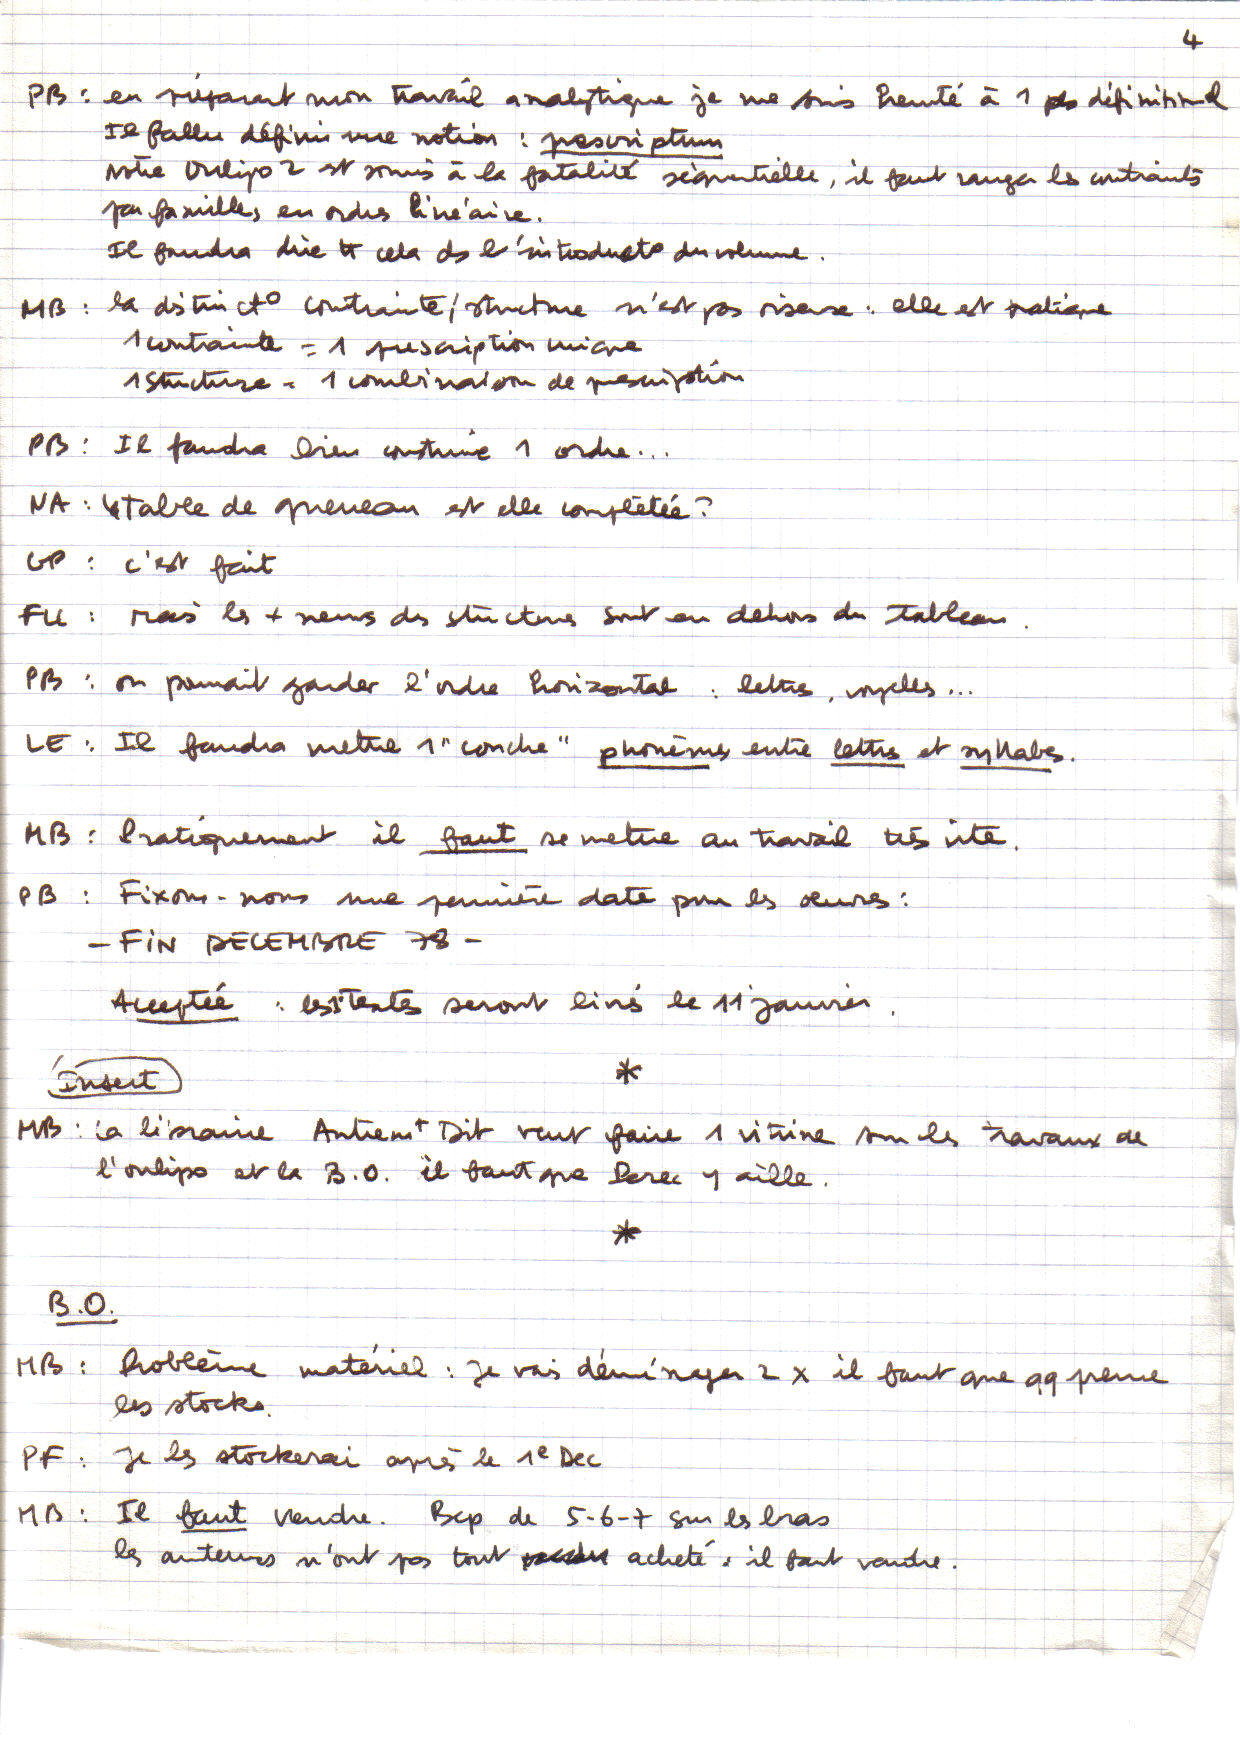 4
PB : en préparant mon travail analytique je me suis heurté à 1 pb définitionnel
Il fallu définir une notion : prescriptum
Notre Oulipo 2 est soumis à la fatalité séquentielle, il faut ranger les contraintes
par familles, en ordre linéaire.
Il faudra dire tt cela ds l'introduct° du volume.
MB : la distinct° contrainte/structure n'est pas oiseuse : elle est pratique
1 contrainte = 1 prescription unique
1 structure = 1 combinaison de prescription
PB : Il faudra bien construire 1 ordre...
NA : la table de queneau est elle complétée ?
GP : c'est fait
FLL : mais les + neuves des structures sont en dehors du tableau.
PB : on pourrait garder l'ordre horizontal : lettres, voyelles...
LE : Il faudra mettre 1 "couche" phonèmes entre lettres et syllabes.
MB : Pratiquement il faut se mettre au travail très vite.
PB : Fixons-nous une première date pour les œuvres :
- FIN DECEMBRE 78 -
Acceptée : les textes seront livrés le 11 janvier.
Insert
*
MB : la librairie Autrem^t Dit veut faire 1 vitrine sur les travaux de
l'oulipo et la B.O. il faut que Perec y aille.
*
B.O.
MB : Problème matériel : je vais déménager 2 x il faut que qq prenne
les stocks.
PF : je les stockerai après le 1e Dec
MB : Il faut vendre. Bcp de 5-6-7 sur les bras
les auteurs n'ont pas tout acheté : il faut vendre.